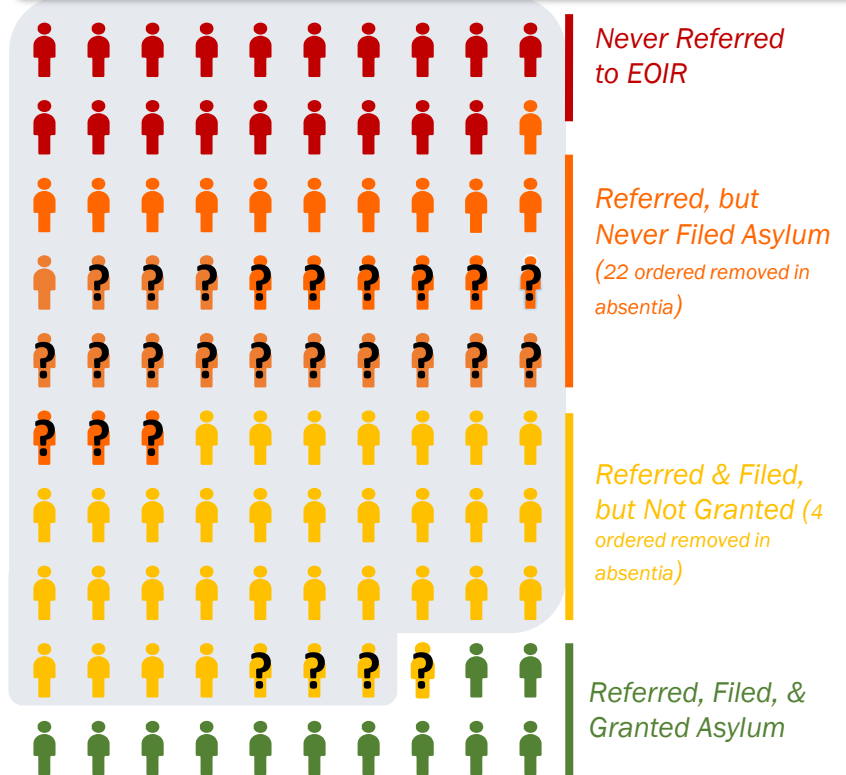 Never Referred
to EOIR
Referred, but
Never Filed Asylum
(22 ordered removed in
absentia)
? ? ? ? ? ? ? ? ?
? ? ? ? ? ? ? ? ? ?
? ? ?
Referred & Filed,
but Not Granted (4
ordered removed in
absentia)
? ? ? ?
Referred, Filed, &
Granted Asylum